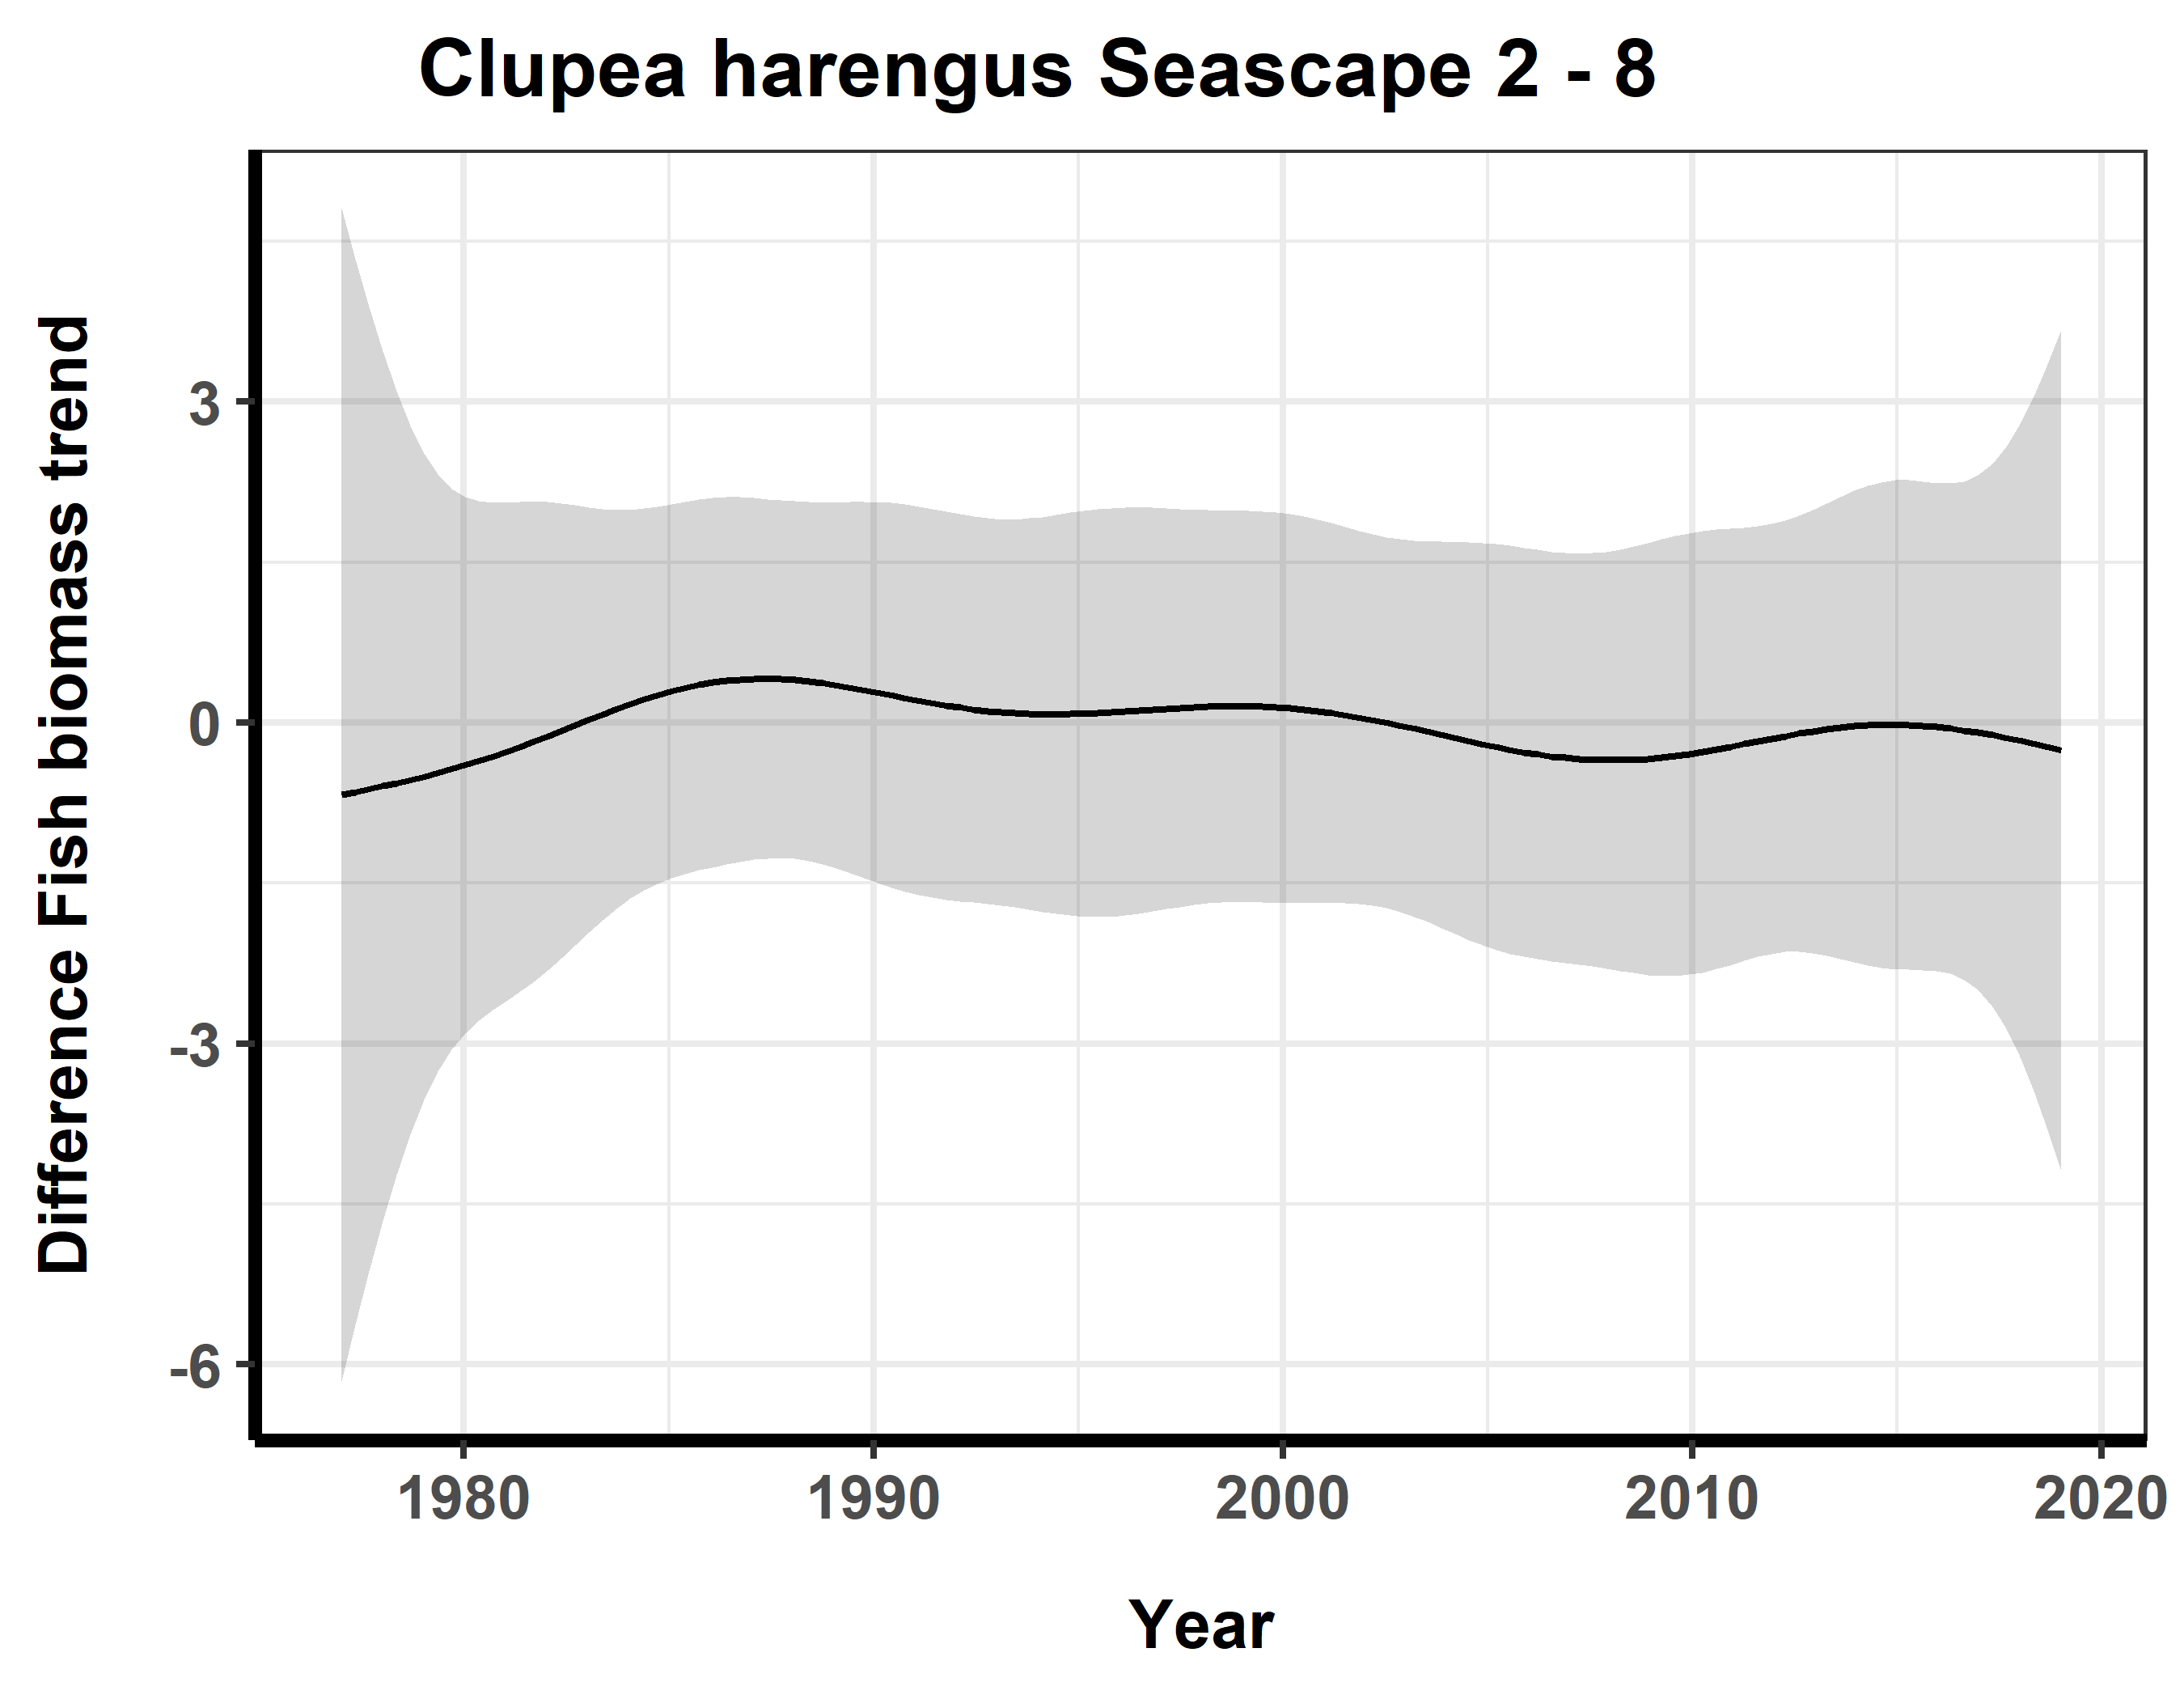 Clupea harengus Seascape 2 - 8
Difference Fish biomass trend
3
0
-3
-6
1980 1990 2000 2010 2020
Year